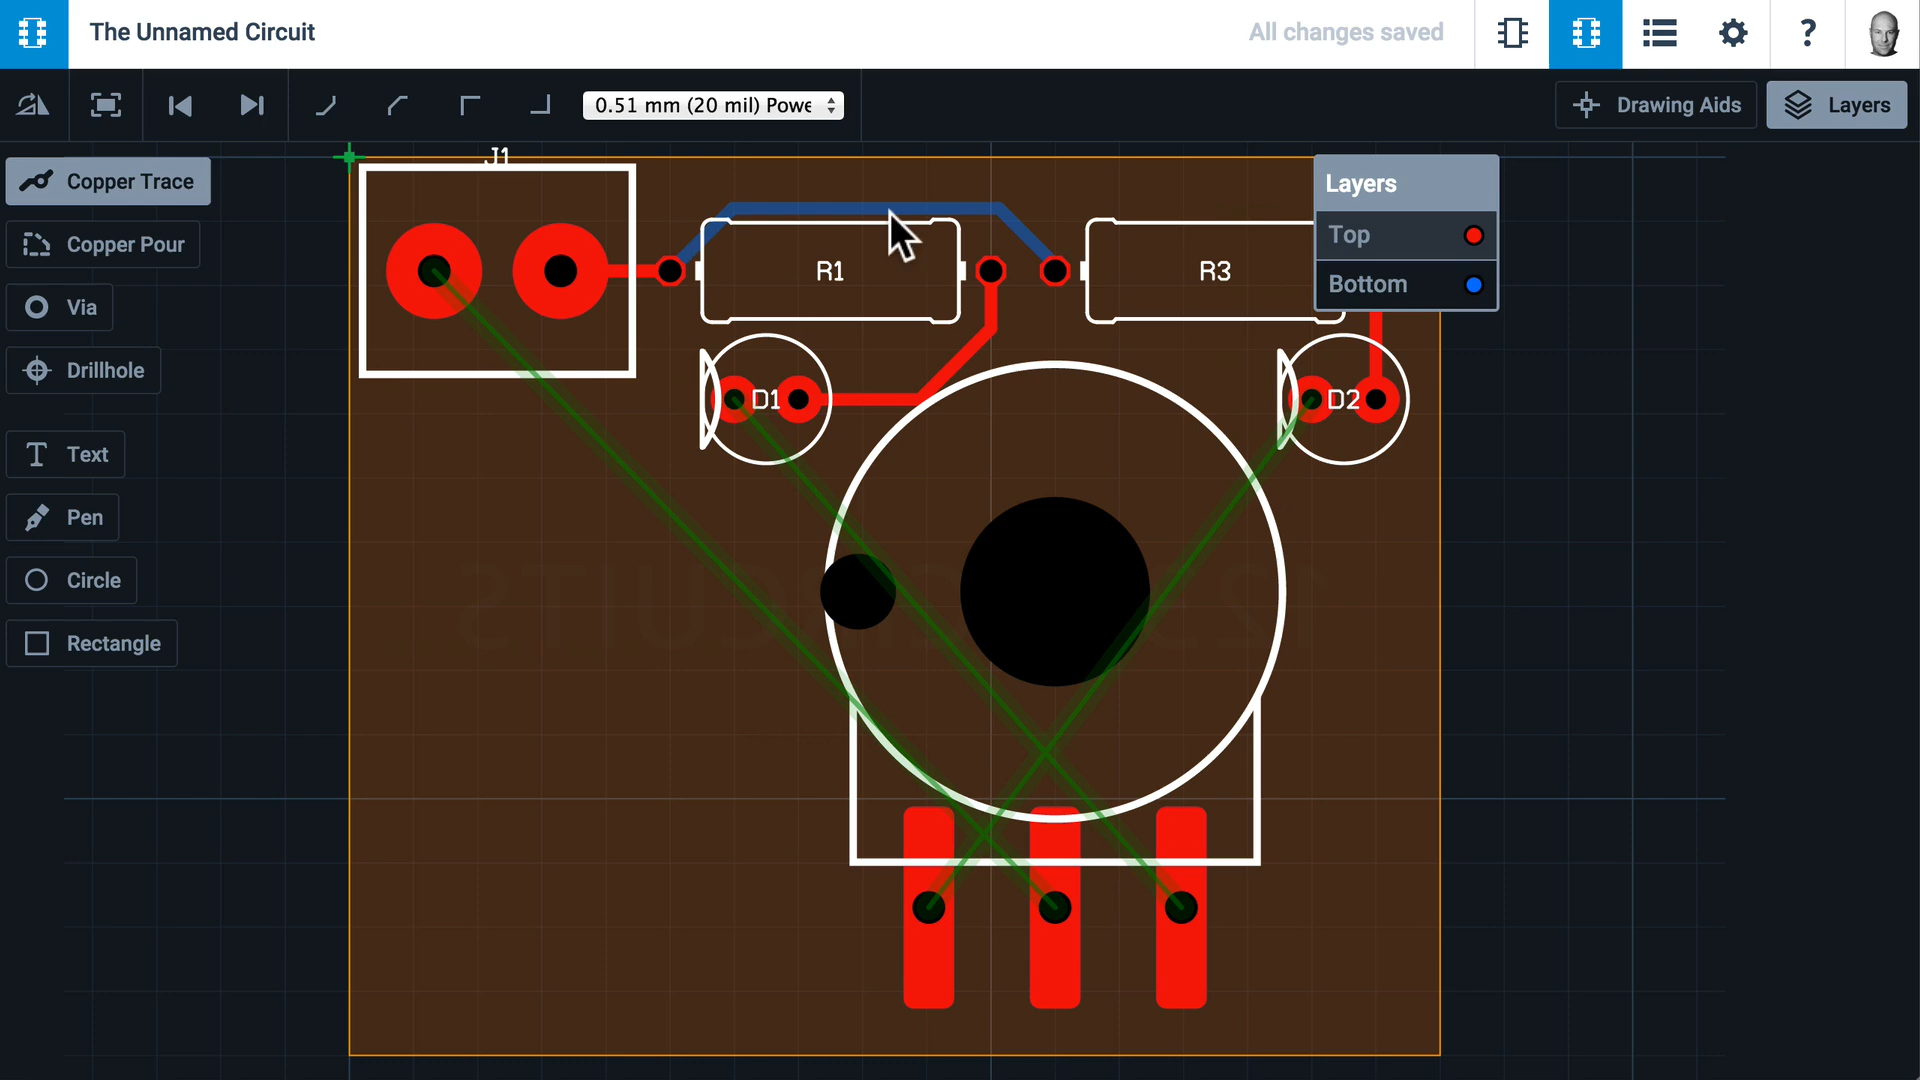 The Unnamed Circuit
All changes saved
?
0.51 mm (20 mil) Powe
Drawing Aids
Layers
Copper Trace
Copper Pour
Via
Drillhole
Text
Pen
Circle
Rectangle
J1
R1
R3
D1
D2
Layers
Top
Bottom